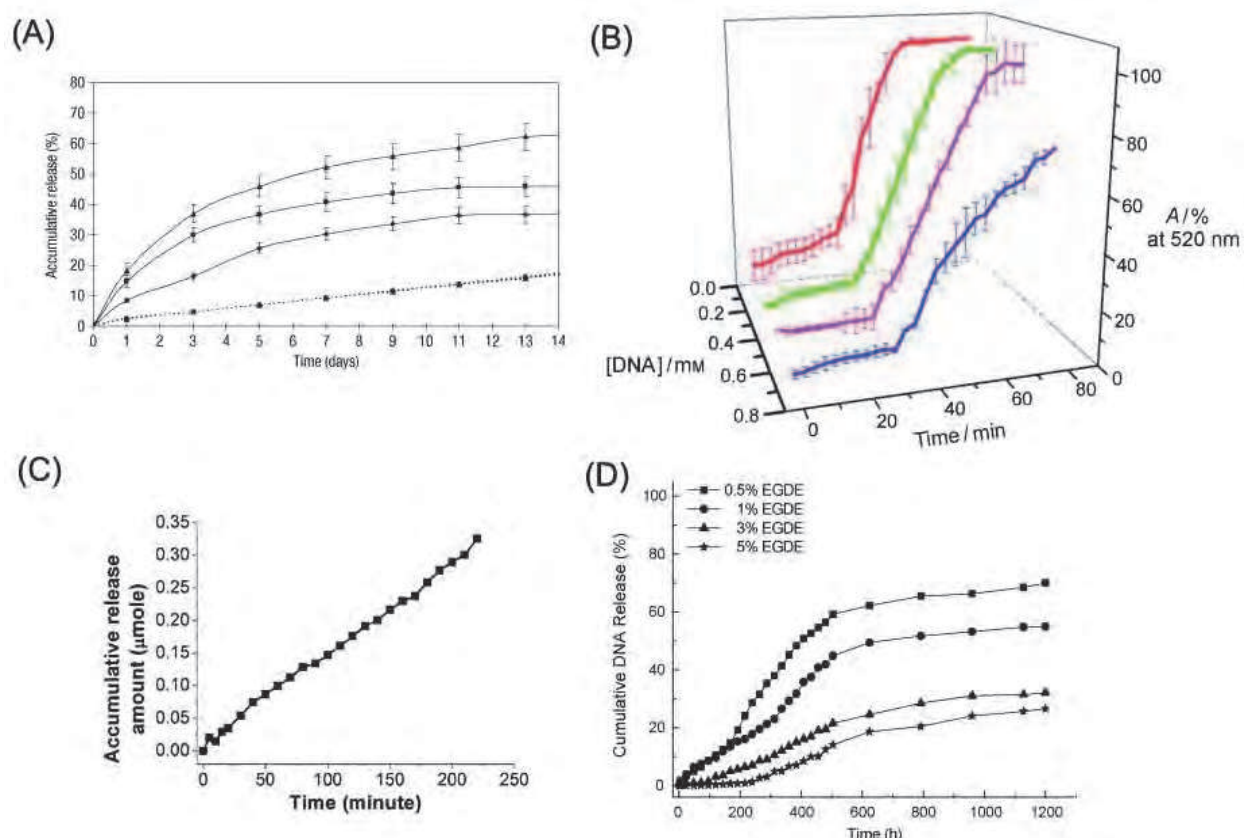 (A)
80
70
60
50
40
30
20
10
0
Accumulative release (%)
0 1 2 3 4 5 6 7 8 9 10 11 12 13 14
Time (days)
(B)
100
80
60
40
20
0
A / %
at 520 nm
0.0
0.2
0.4
0.6
0.8
[DNA] / mM
0 20 40 60 80
Time / min
(C)
0.35
0.30
0.25
0.20
0.15
0.10
0.05
0.00
Accumulative release
amount (μmole)
0 50 100 150 200 250
Time (minute)
(D)
0.5% EGDE
1% EGDE
3% EGDE
5% EGDE
100
80
60
40
20
0
Cumulative DNA Release (%)
0 200 400 600 800 1000 1200
Time (h)